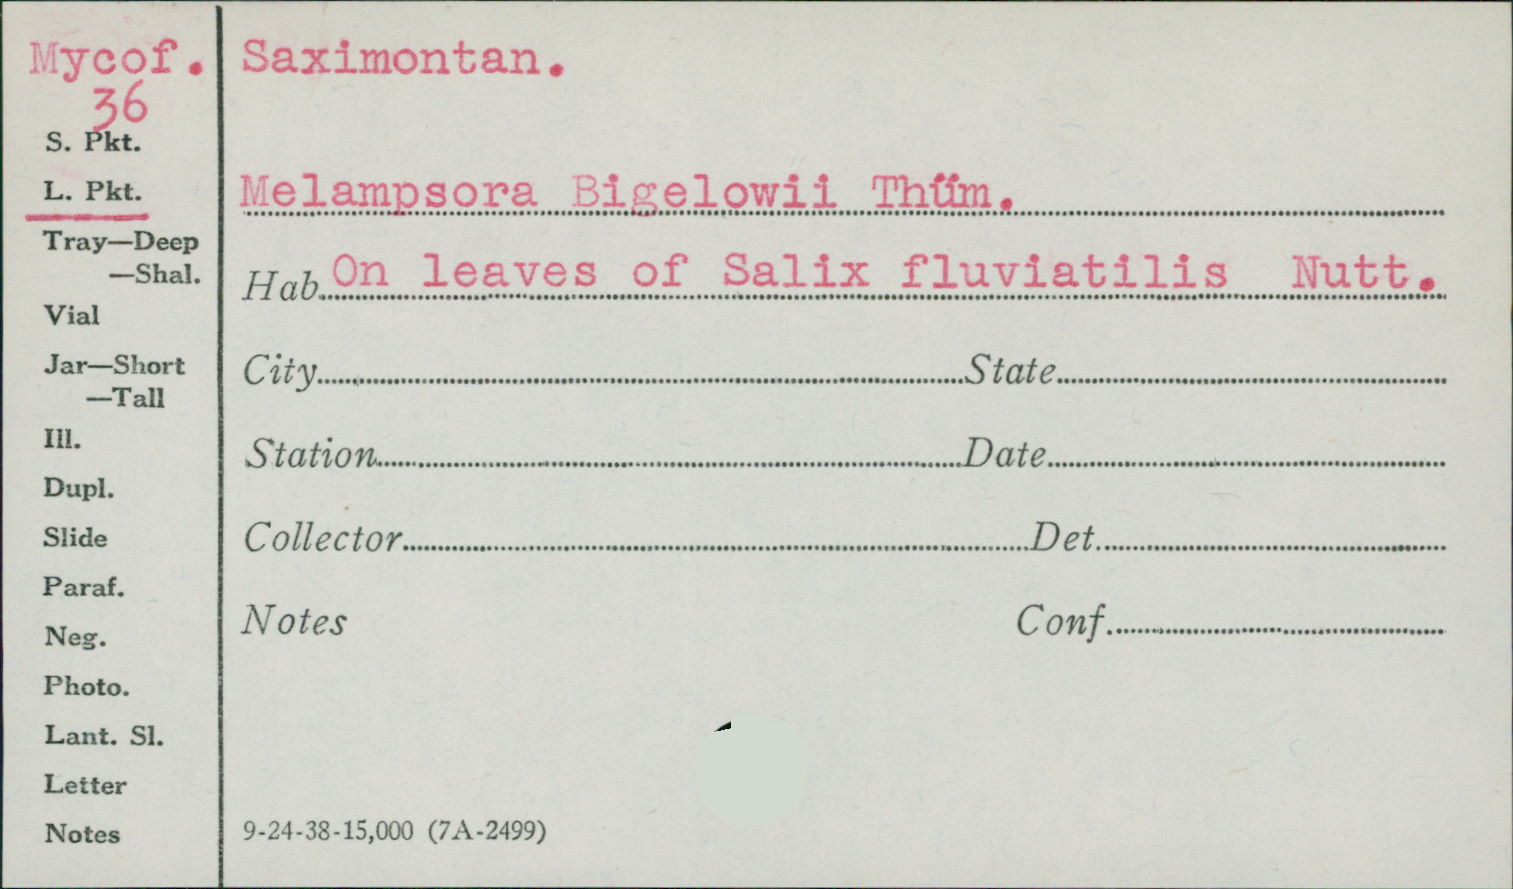 Mycof. Saximontan.
36
S. Pkt.
L. Pkt. Melampsora Bigelowii Thüm.
Tray—Deep
—Shal. Hab. On leaves of Salix fluviatilis Nutt.
Vial
Jar—Short City State
—Tall
Ill. Station Date
Dupl.
Slide Collector Det.
Paraf.
Neg. Notes Conf.
Photo.
Lant. Sl.
Letter
Notes 9-24-38-15,000 (7A-2499)